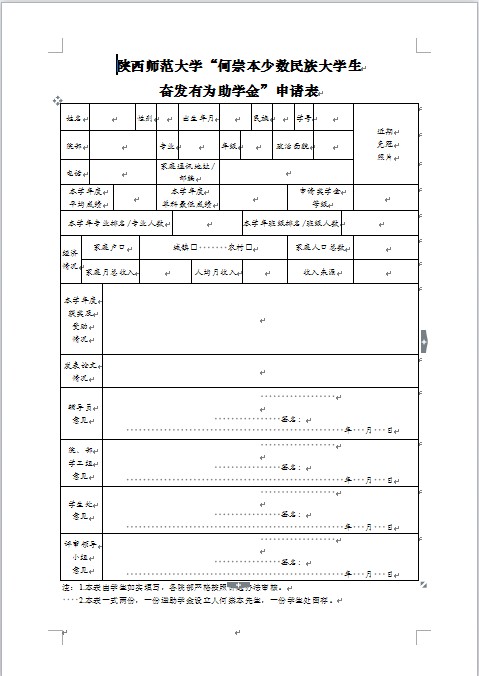 陕西师范大学“何崇本少数民族大学生
奋发有为助学金”申请表
姓名 性别 出生年月 民族 学号
近期
免冠
照片
院部 专业 年级 政治面貌
电话 家庭通讯地址/
邮编
本学年度
平均成绩
本学年度
单科最低成绩
申请奖学金
学级
本学年专业排名/专业人数 本学年班级排名/班级人数
经济
情况
家庭户口 城镇□ 农村□ 家庭人口总数
家庭月总收入 人均月收入 收入来源
本学年度
获奖及
受助
情况
发表论文
情况
辅导员
意见
签名：
年 月 日
院、部
学工组
意见
签名：
年 月 日
学生处
意见
签名：
年 月 日
评审领导
小组
意见
签名：
年 月 日
注：1.本表由学生如实填写，各院部严格按照评选办法审核。
2.本表一式两份，一份送助学金设立人何崇本先生，一份学生处留存。